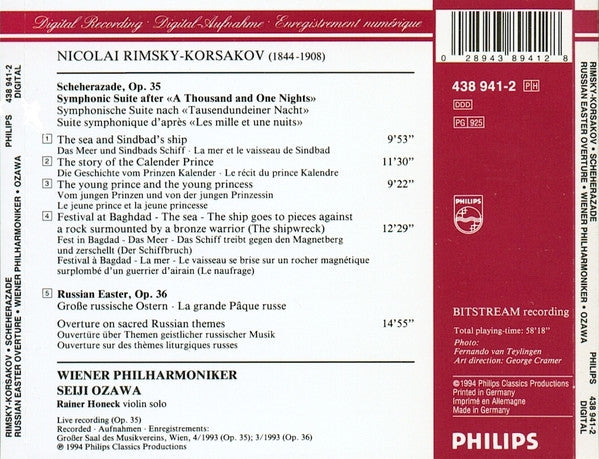 Digital Recording · Digital-Aufnahme · Enregistrement numérique
NICOLAI RIMSKY-KORSAKOV (1844-1908)
Scheherazade, Op. 35
Symphonic Suite after «A Thousand and One Nights»
Symphonische Suite nach «Tausendundeiner Nacht»
Suite symphonique d'après «Les mille et une nuits»
1 The sea and Sindbad's ship 9'53"
Das Meer und Sindbads Schiff · La mer et le vaisseau de Sindbad
2 The story of the Calender Prince 11'30"
Die Geschichte vom Prinzen Kalender · Le récit du prince Kalendre
3 The young prince and the young princess 9'22"
Vom jungen Prinzen und von der jungen Prinzessin
Le jeune prince et la jeune princesse
4 Festival at Baghdad - The sea - The ship goes to pieces against
a rock surmounted by a bronze warrior (The shipwreck) 12'29"
Fest in Bagdad - Das Meer - Das Schiff treibt gegen den Magnetberg
und zerschellt (Der Schiffbruch)
Festival à Bagdad - La mer - Le vaisseau se brise sur un rocher magnétique
surplombé d'un guerrier d'airain (Le naufrage)
5 Russian Easter, Op. 36
Große russische Ostern · La grande Pâque russe
Overture on sacred Russian themes 14'55"
Ouvertüre über Themen geistlicher russischer Musik
Ouverture sur des thèmes liturgiques russes
WIENER PHILHARMONIKER
SEIJI OZAWA
Rainer Honeck violin solo
Live recording (Op. 35)
Recorded · Aufnahmen · Enregistrements:
Großer Saal des Musikvereins, Wien, 4/1993 (Op. 35); 3/1993 (Op. 36)
℗ 1994 Philips Classics Productions
0 28943 89412 8
438 941-2 PH
DDD
PG 925
PHILIPS
BITSTREAM recording
Total playing-time: 58'18"
Photo:
Fernando van Teylingen
Art direction: George Cramer
©1994 Philips Classics Productions
Printed in Germany
Imprimé en Allemagne
Made in Germany
PHILIPS
RIMSKY-KORSAKOV • SCHEHERAZADE
RUSSIAN EASTER OVERTURE • WIENER PHILHARMONIKER • OZAWA
PHILIPS
438 941-2
DIGITAL
RIMSKY-KORSAKOV • SCHEHERAZADE
RUSSIAN EASTER OVERTURE • WIENER PHILHARMONIKER • OZAWA
PHILIPS
438 941-2
DIGITAL